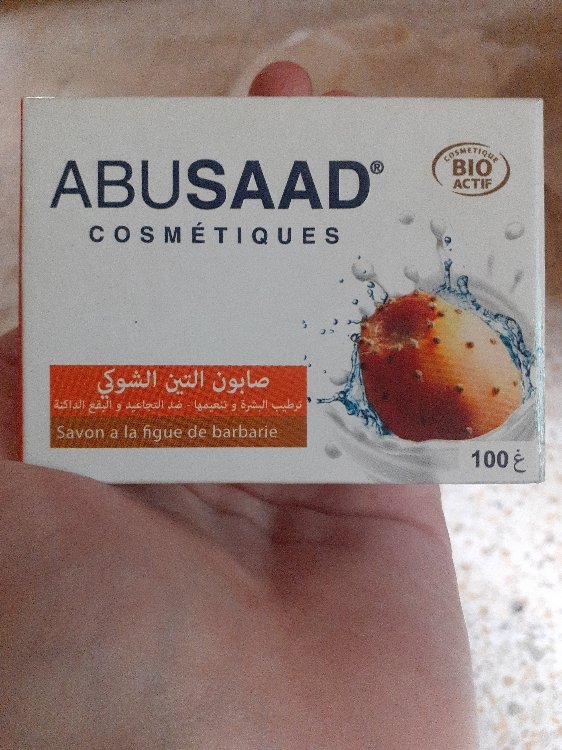 ABUSAAD®
COSMÉTIQUES
COSMETIQUE
BIO
ACTIF
صابون التين الشوكي
ترطيب البشرة و تنعيمها - ضد التجاعيد و البقع الداكنة
Savon a la figue de barbarie
100 غ